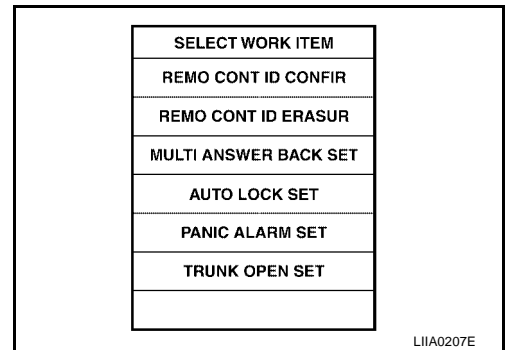 SELECT WORK ITEM
REMO CONT ID CONFIR
REMO CONT ID ERASUR
MULTI ANSWER BACK SET
AUTO LOCK SET
PANIC ALARM SET
TRUNK OPEN SET
LIIA0207E